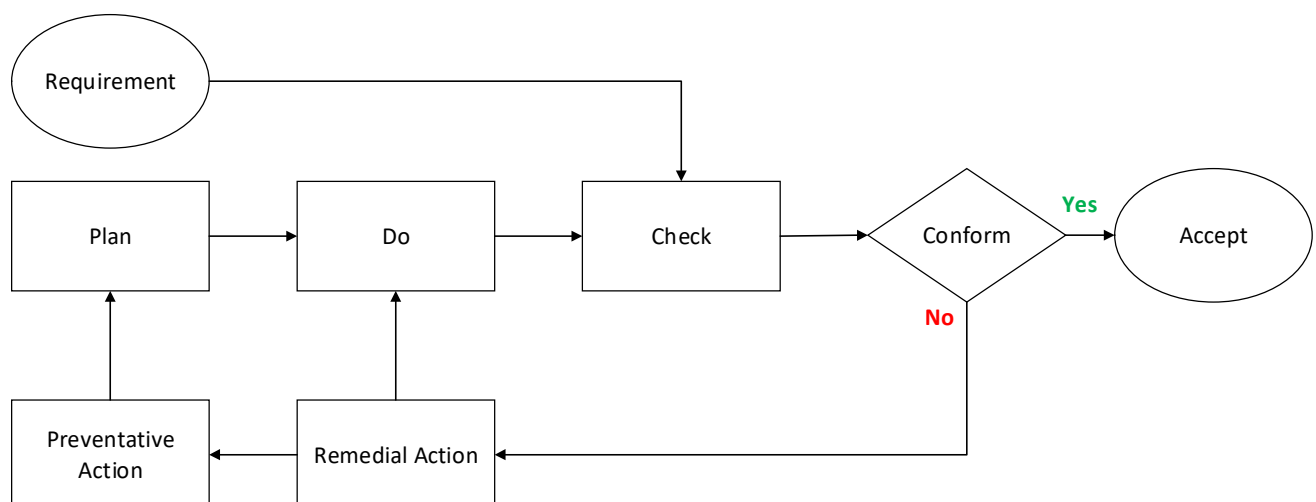 Requirement
Plan
Do
Check
Conform
Yes
Accept
No
Preventative
Action
Remedial Action